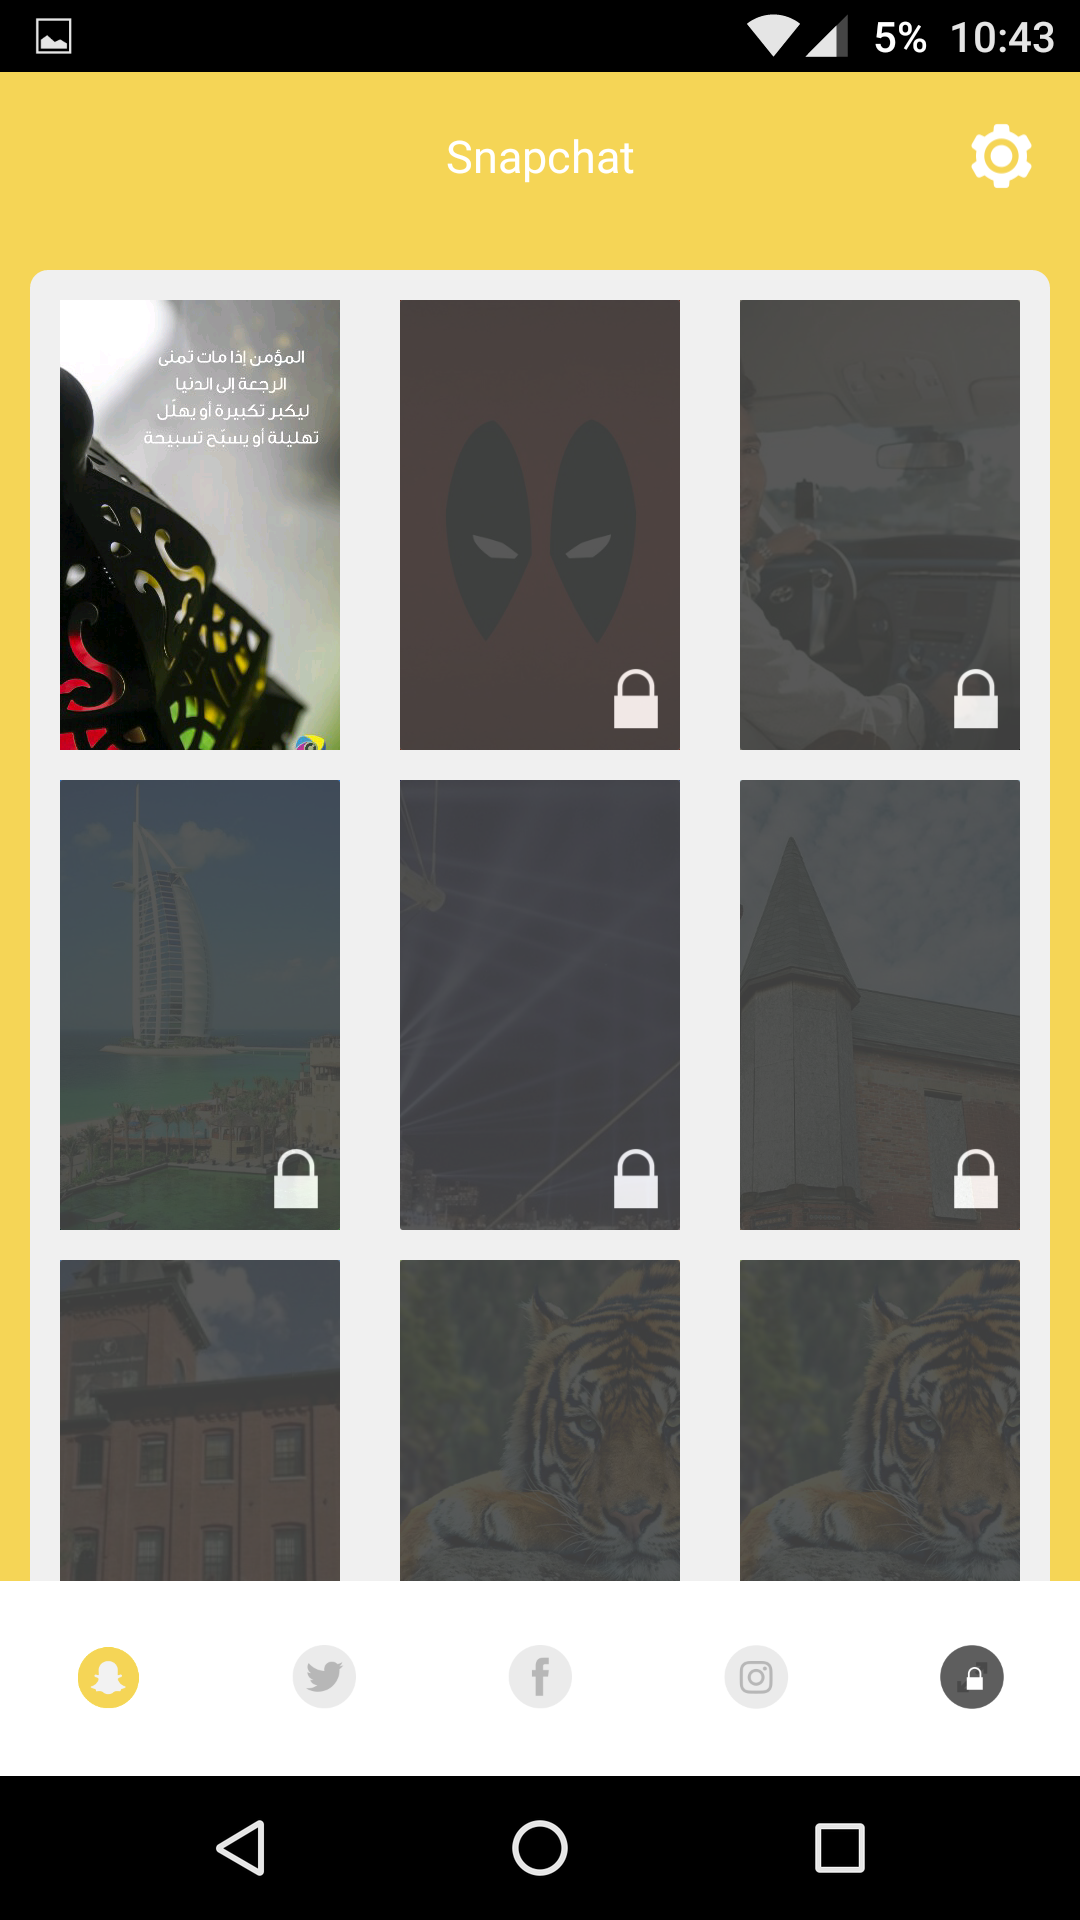 5% 10:43
Snapchat
المؤمن إذا مات تمنى
الرجعة إلى الدنيا
ليكبر تكبيرة أو يهلّل
تهليلة أو يسبّح تسبيحة